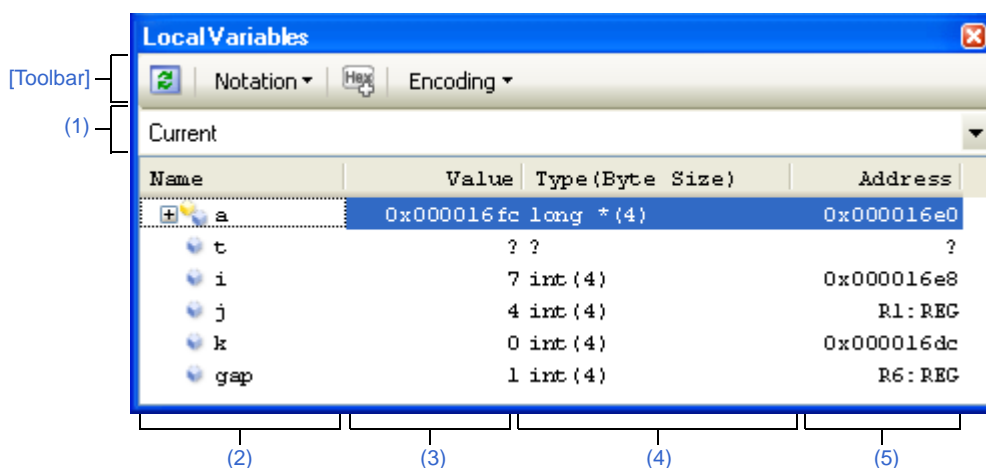 Local Variables
[Toolbar]
Notation Hex Encoding
(1)
Current
Name Value Type(Byte Size) Address
a 0x000016fc long *(4) 0x000016e0
t ? ? ?
i 7 int(4) 0x000016e8
j 4 int(4) R1:REG
k 0 int(4) 0x000016dc
gap 1 int(4) R6:REG
(2) (3) (4) (5)